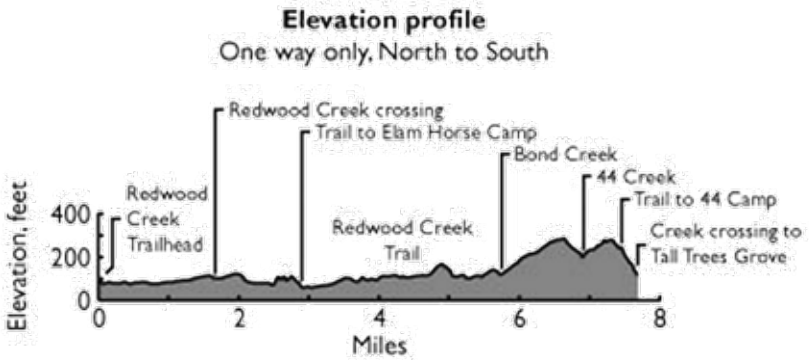 Elevation profile
One way only, North to South
Redwood Creek crossing
Trail to Elam Horse Camp
Bond Creek
44 Creek
Trail to 44 Camp
Creek crossing to
Tall Trees Grove
Redwood
Creek
Trailhead
Redwood Creek
Trail
Elevation, feet
400
200
0
0 2 4 6 8
Miles